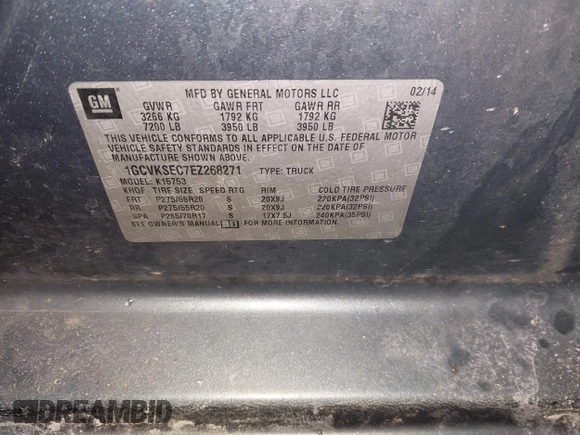 GM
MFD BY GENERAL MOTORS LLC 02/14
GVWR GAWR FRT GAWR RR
3266 KG 1792 KG 1792 KG
7200 LB 3950 LB 3950 LB
THIS VEHICLE CONFORMS TO ALL APPLICABLE U.S. FEDERAL MOTOR
VEHICLE SAFETY STANDARDS IN EFFECT ON THE DATE OF
MANUFACTURE SHOWN ABOVE.
1GCVKSEC7EZ268271 TYPE: TRUCK
MODEL: K15753
TIRE SIZE SPEED RTG RIM COLD TIRE PRESSURE
FRT P275/55R20 S 20X9J 220KPA(32PSI)
RR P275/55R20 S 20X9J 220KPA(32PSI)
SPA P265/70R17 S 17X7.5J 240KPA(35PSI)
SEE OWNER'S MANUAL FOR MORE INFORMATION.
DREAMBID